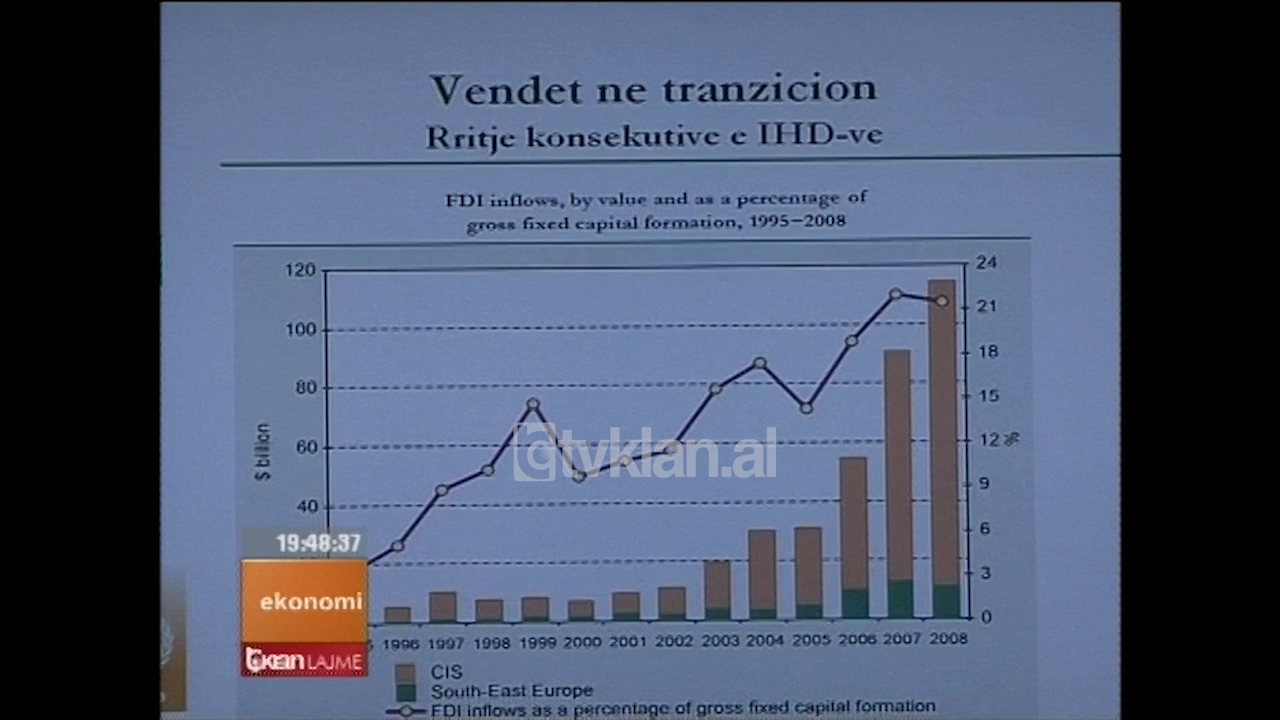 Vendet ne tranzicion
Rritje konsekutive e IHD-ve
FDI inflows, by value and as a percentage of
gross fixed capital formation, 1995–2008
120
100
80
60
40
$ billion
24
21
18
15
12
9
6
3
0
%
tvklan.al
19:48:37
ekonomi
LAJME
1996 1997 1998 1999 2000 2001 2002 2003 2004 2005 2006 2007 2008
CIS
South-East Europe
FDI inflows as a percentage of gross fixed capital formation